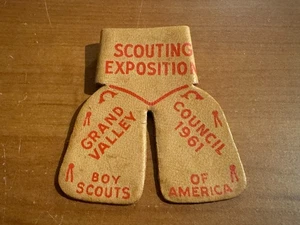 SCOUTING
EXPOSITION
GRAND
VALLEY
COUNCIL
1961
BOY
SCOUTS
OF
AMERICA